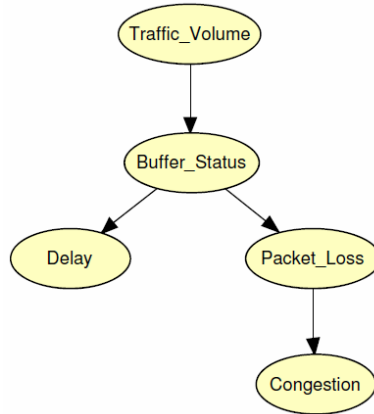 Traffic_Volume
Buffer_Status
Delay
Packet_Loss
Congestion